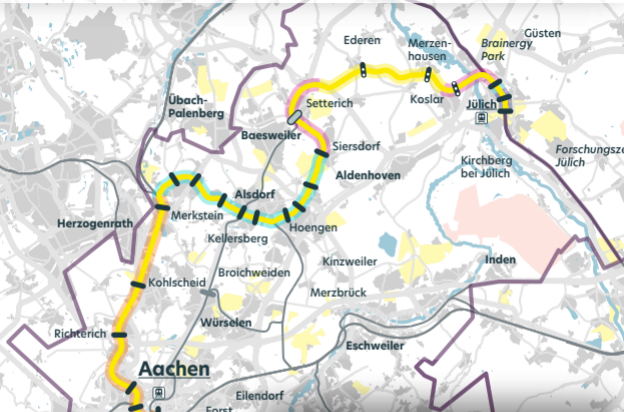 Güsten
Ederen
Merzen-
hausen
Brainergy
Park
Übach-
Palenberg
Setterich
Koslar
Jülich
Baesweiler
Siersdorf
Forschungsz
Jülich
Kirchberg
bei Jülich
Aldenhoven
Alsdorf
Merkstein
Herzogenrath
Hoengen
Kellersberg
Kinzweiler
Inden
Broichweiden
Kohlscheid
Merzbrück
Würselen
Richterich
Eschweiler
Aachen
Eilendorf
Forst